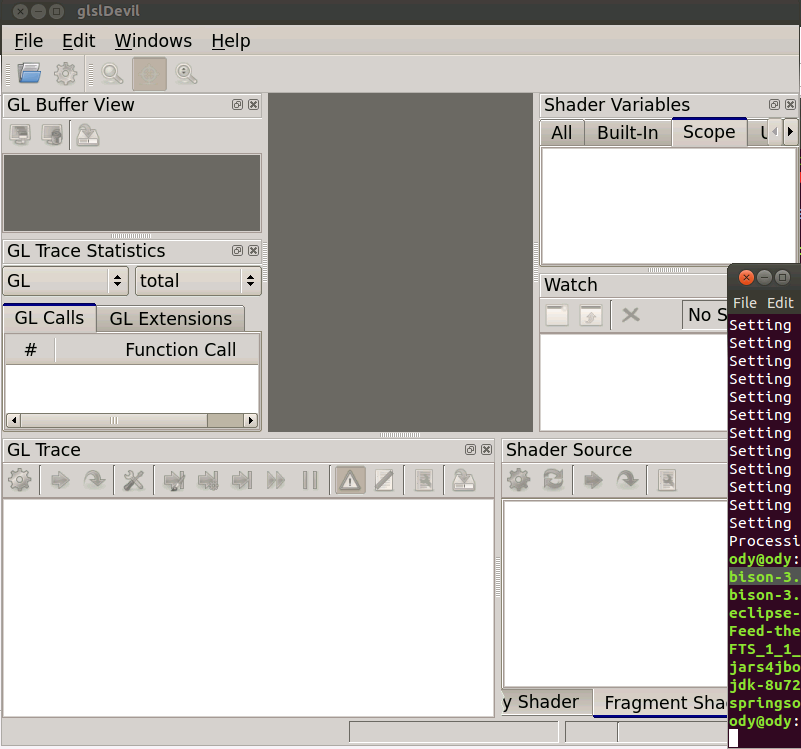 glslDevil
File Edit Windows Help
GL Buffer View
GL Trace Statistics
GL total
GL Calls GL Extensions
# Function Call
Shader Variables
All Built-In Scope
Watch
No S
GL Trace
Shader Source
y Shader Fragment Sha
File Edit
Setting
Setting
Setting
Setting
Setting
Setting
Setting
Setting
Setting
Setting
Setting
Setting
Processi
ody@ody:
bison-3.
bison-3.
eclipse-
Feed-the
FTS_1_1_
jars4jbo
jdk-8u72
springso
ody@ody: